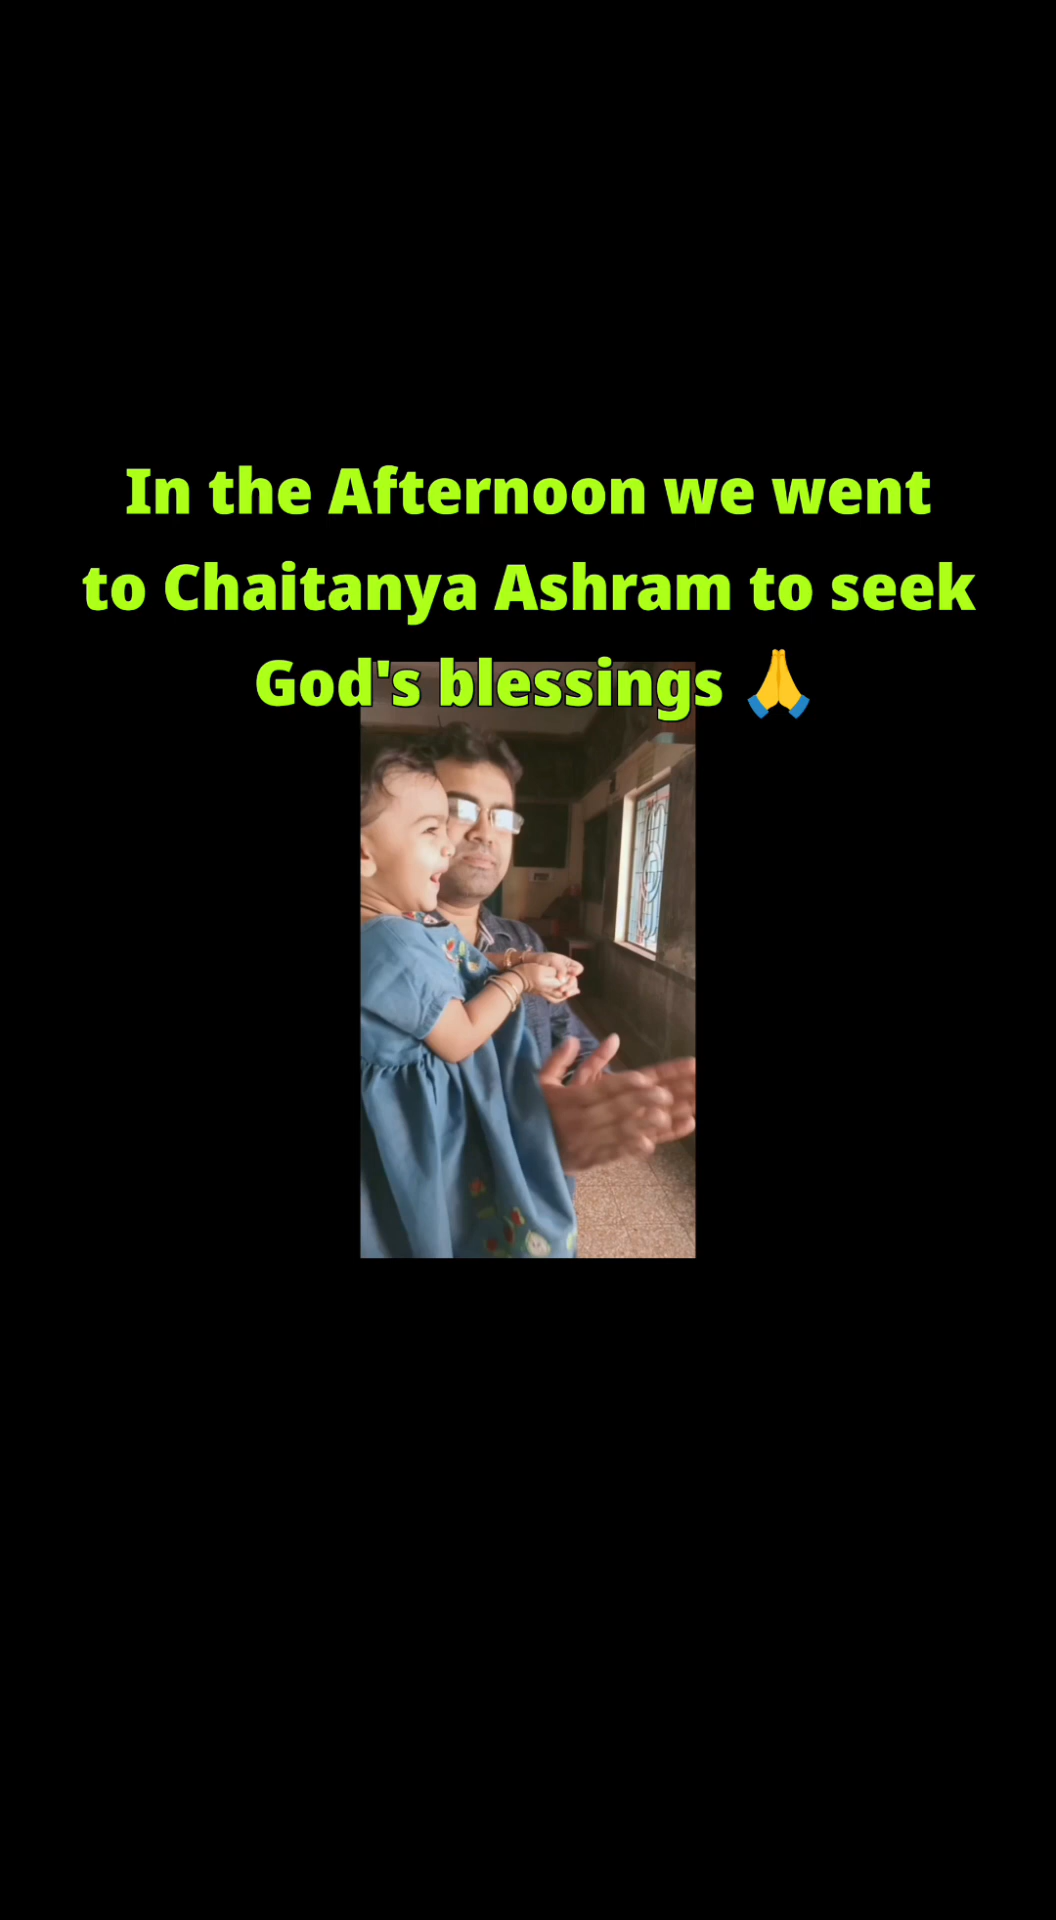 In the Afternoon we went
to Chaitanya Ashram to seek
God's blessings 🙏